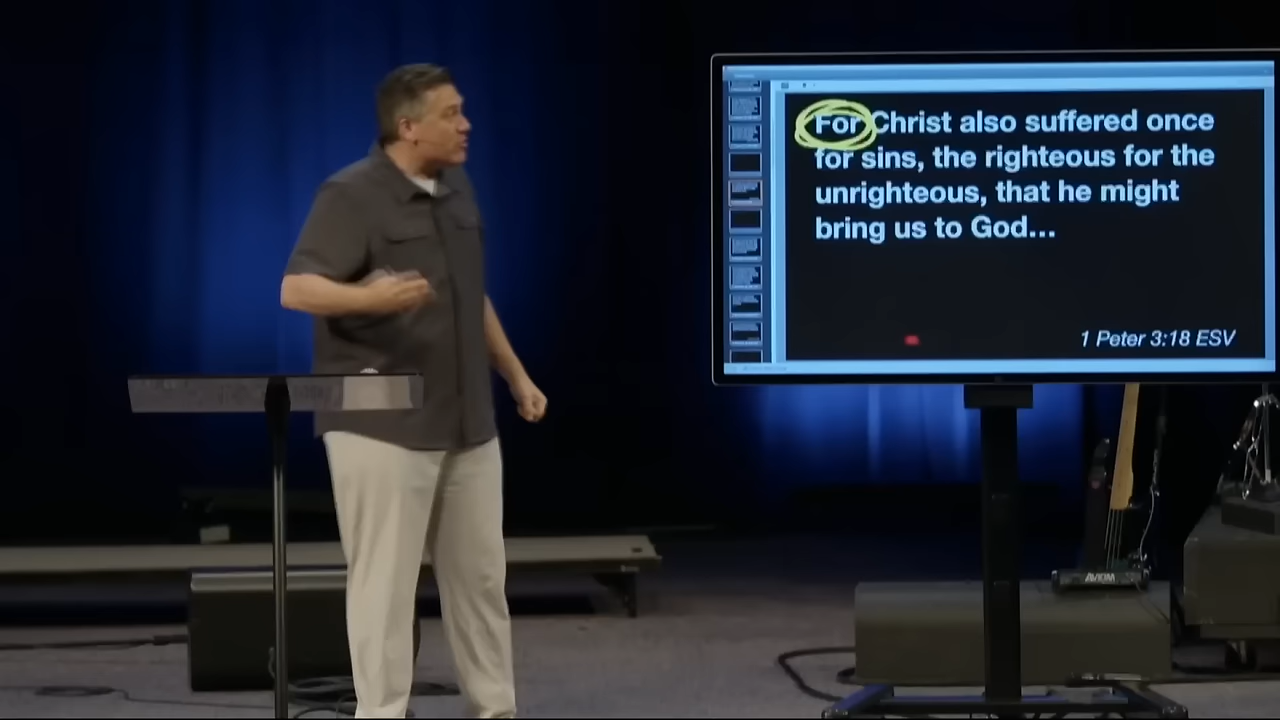 For Christ also suffered once
for sins, the righteous for the
unrighteous, that he might
bring us to God...
1 Peter 3:18 ESV
AVIOM